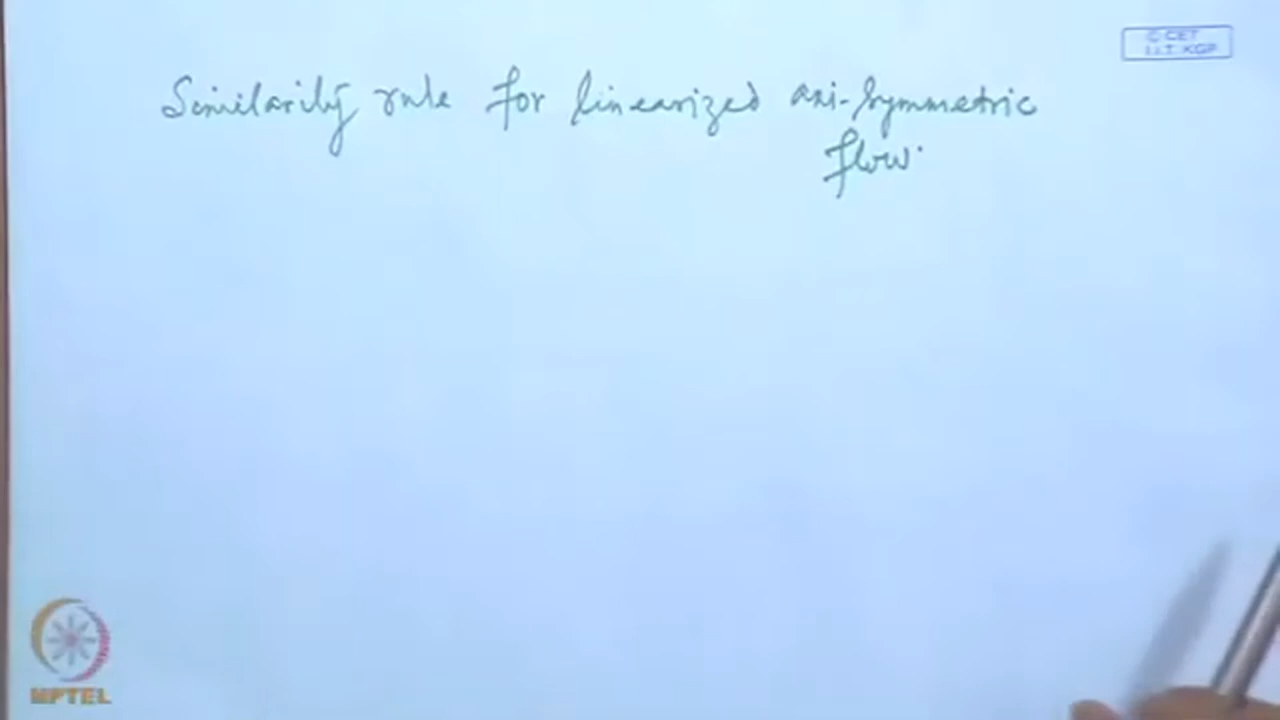 © CET
I.I.T. KGP
Similarity rule for linearized axi-symmetric
flow.
NPTEL